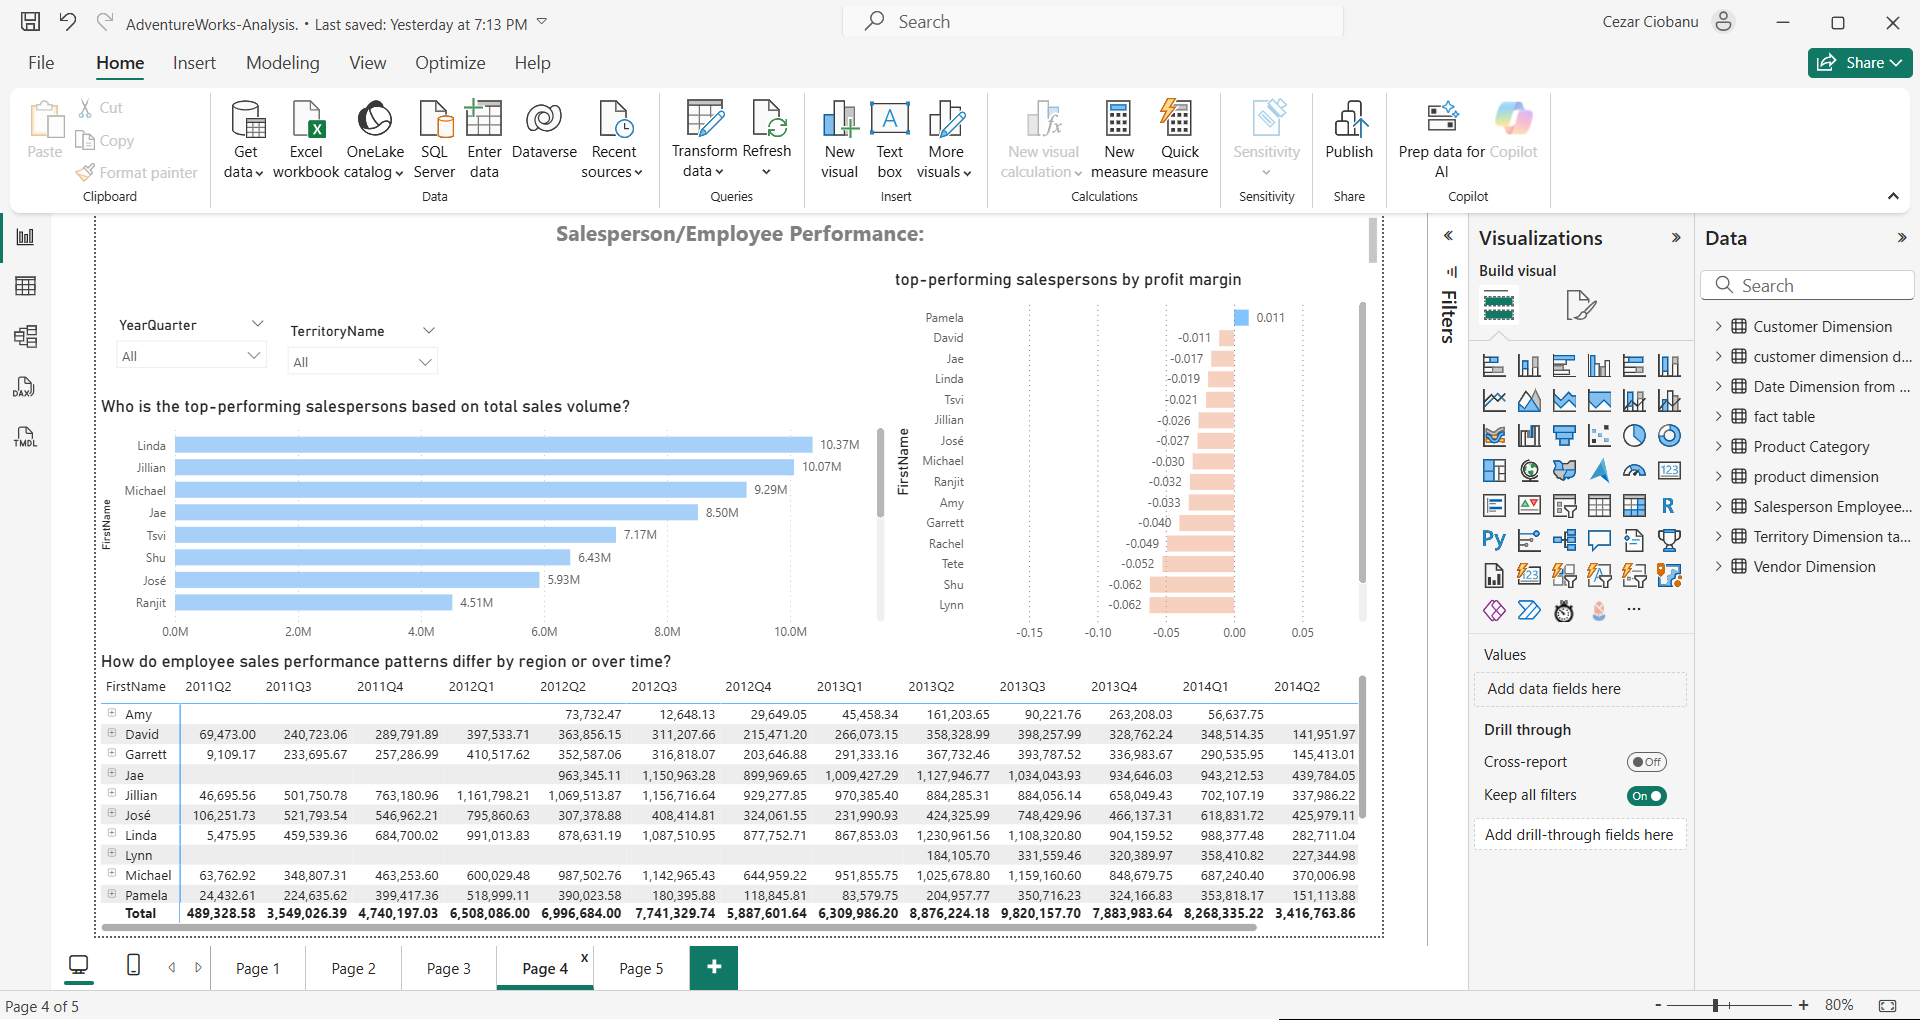 AdventureWorks-Analysis. • Last saved: Yesterday at 7:13 PM
Search
Cezar Ciobanu
File Home Insert Modeling View Optimize Help
Share
Paste
Cut
Copy
Format painter
Clipboard
Get data
Excel workbook
OneLake catalog
SQL Server
Enter data
Dataverse
Recent sources
Data
Transform data
Refresh
Queries
New visual
Text box
More visuals
Insert
New visual calculation
New measure
Quick measure
Calculations
Sensitivity
Sensitivity
Publish
Share
Prep data for AI
Copilot
Copilot
DAX
TMDL
Salesperson/Employee Performance:
YearQuarter
All
TerritoryName
All
Who is the top-performing salespersons based on total sales volume?
FirstName
Linda 10.37M
Jillian 10.07M
Michael 9.29M
Jae 8.50M
Tsvi 7.17M
Shu 6.43M
José 5.93M
Ranjit 4.51M
0.0M 2.0M 4.0M 6.0M 8.0M 10.0M
top-performing salespersons by profit margin
FirstName
Pamela 0.011
David -0.011
Jae -0.017
Linda -0.019
Tsvi -0.021
Jillian -0.026
José -0.027
Michael -0.030
Ranjit -0.032
Amy -0.033
Garrett -0.040
Rachel -0.049
Tete -0.052
Shu -0.062
Lynn -0.062
-0.15 -0.10 -0.05 0.00 0.05
How do employee sales performance patterns differ by region or over time?
FirstName 2011Q2 2011Q3 2011Q4 2012Q1 2012Q2 2012Q3 2012Q4 2013Q1 2013Q2 2013Q3 2013Q4 2014Q1 2014Q2
Amy 73,732.47 12,648.13 29,649.05 45,458.34 161,203.65 90,221.76 263,208.03 56,637.75
David 69,473.00 240,723.06 289,791.89 397,533.71 363,856.15 311,207.66 215,471.20 266,073.15 358,328.99 398,257.99 328,762.24 348,514.35 141,951.97
Garrett 9,109.17 233,695.67 257,286.99 410,517.62 352,587.06 316,818.07 203,646.88 291,333.16 367,732.46 393,787.52 336,983.67 290,535.95 145,413.01
Jae 963,345.11 1,150,963.28 899,969.65 1,009,427.29 1,127,946.77 1,034,043.93 934,646.03 943,212.53 439,784.05
Jillian 46,695.56 501,750.78 763,180.96 1,161,798.21 1,069,513.87 1,156,716.64 929,277.85 970,385.40 884,285.31 884,056.14 658,049.43 702,107.19 337,986.22
José 106,251.73 521,793.54 546,962.21 795,860.63 307,378.88 408,414.81 324,061.55 231,990.93 424,325.99 748,429.96 466,137.31 618,831.72 425,979.11
Linda 5,475.95 459,539.36 684,700.02 991,013.83 878,631.19 1,087,510.95 877,752.71 867,853.03 1,230,961.56 1,108,320.80 904,159.52 988,377.48 282,711.04
Lynn 184,105.70 331,559.46 320,389.97 358,410.82 227,344.98
Michael 63,762.92 348,807.31 463,253.60 600,029.48 987,502.76 1,142,965.43 644,959.22 951,855.75 1,025,678.80 1,159,160.60 848,679.75 687,240.40 370,006.98
Pamela 24,432.61 224,635.62 399,417.36 518,999.11 390,023.58 180,395.88 118,845.81 83,579.75 204,957.77 350,716.23 324,166.83 353,818.17 151,113.88
Total 489,328.58 3,549,026.39 4,740,197.03 6,508,086.00 6,996,684.00 7,741,329.74 5,887,601.64 6,309,986.20 8,876,224.18 9,820,157.70 7,883,983.64 8,268,335.22 3,416,763.86
Filters
Visualizations
Build visual
123
R
Py
123
Values
Add data fields here
Drill through
Cross-report Off
Keep all filters On
Add drill-through fields here
Data
Search
Customer Dimension
customer dimension d...
Date Dimension from ...
fact table
Product Category
product dimension
Salesperson Employee...
Territory Dimension ta...
Vendor Dimension
Page 1 Page 2 Page 3 Page 4 x Page 5 +
Page 4 of 5
- + 80%